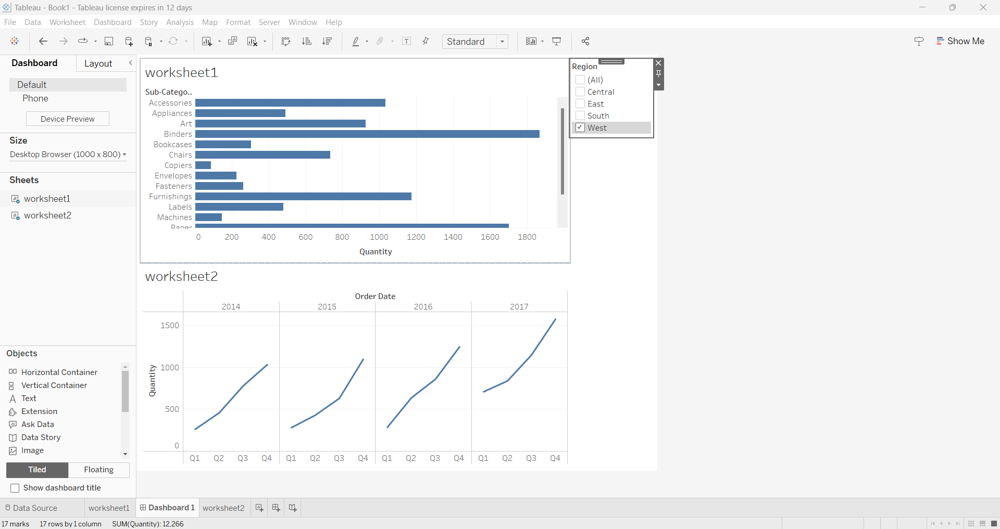 Tableau - Book1 - Tableau license expires in 12 days
File Data Worksheet Dashboard Story Analysis Map Format Server Window Help
Standard
Show Me
Dashboard Layout
Default
Phone
Device Preview
Size
Desktop Browser (1000 x 800)
Sheets
worksheet1
worksheet2
Objects
Horizontal Container
Vertical Container
Text
Extension
Ask Data
Data Story
Image
Tiled Floating
Show dashboard title
worksheet1
Sub-Catego..
Accessories
Appliances
Art
Binders
Bookcases
Chairs
Copiers
Envelopes
Fasteners
Furnishings
Labels
Machines
Paper
0 200 400 600 800 1000 1200 1400 1600 1800
Quantity
Region
(All)
Central
East
South
West
worksheet2
Order Date
2014 2015 2016 2017
Quantity
1500
1000
500
0
Q1 Q2 Q3 Q4 Q1 Q2 Q3 Q4 Q1 Q2 Q3 Q4 Q1 Q2 Q3 Q4
Data Source worksheet1 Dashboard 1 worksheet2
17 marks 17 rows by 1 column SUM(Quantity): 12,266